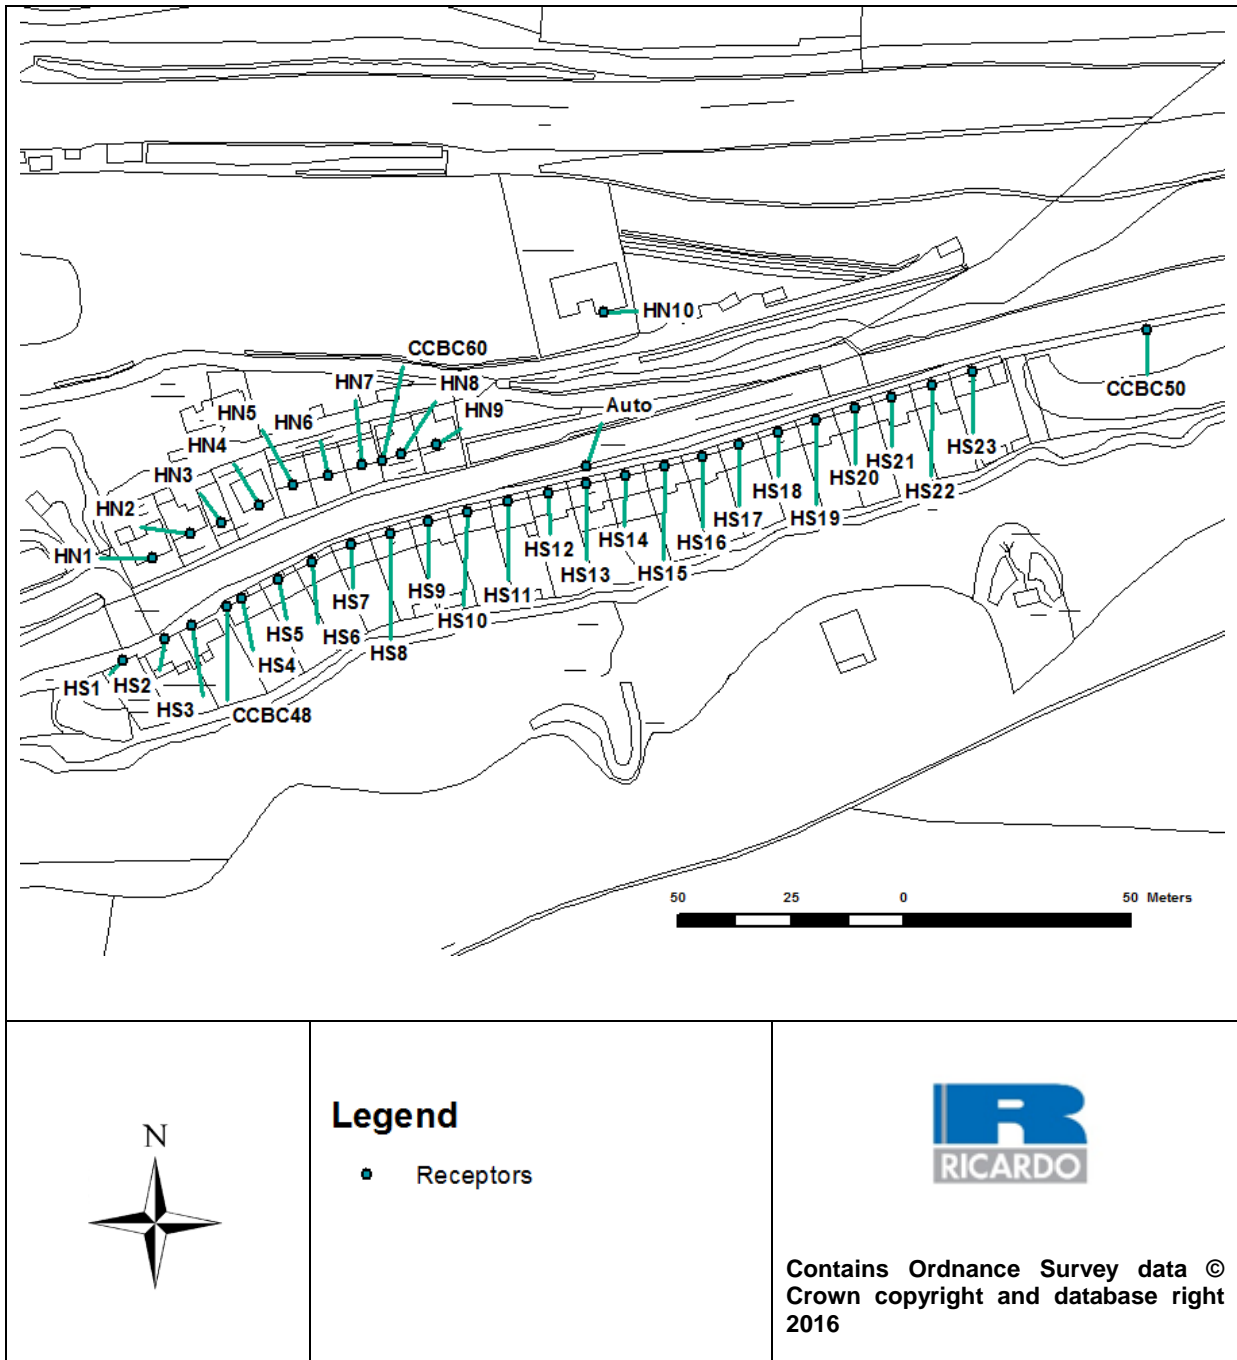 HN10
CCBC60
HN7
HN8
CCBC50
HN5
HN9
Auto
HN6
HN4
HS23
HN3
HS21
HS22
HN2
HS20
HS18
HS19
HS17
HS16
HN1
HS12
HS14
HS15
HS13
HS9
HS11
HS10
HS7
HS5
HS6
HS8
HS4
HS1
HS2
HS3
CCBC48
50 25 0 50 Meters
N
Legend
Receptors
R
RICARDO
Contains Ordnance Survey data ©
Crown copyright and database right
2016